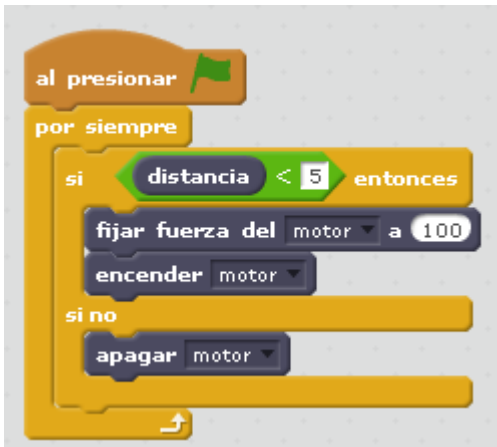 al presionar
por siempre
si distancia < 5 entonces
fijar fuerza del motor a 100
encender motor
si no
apagar motor